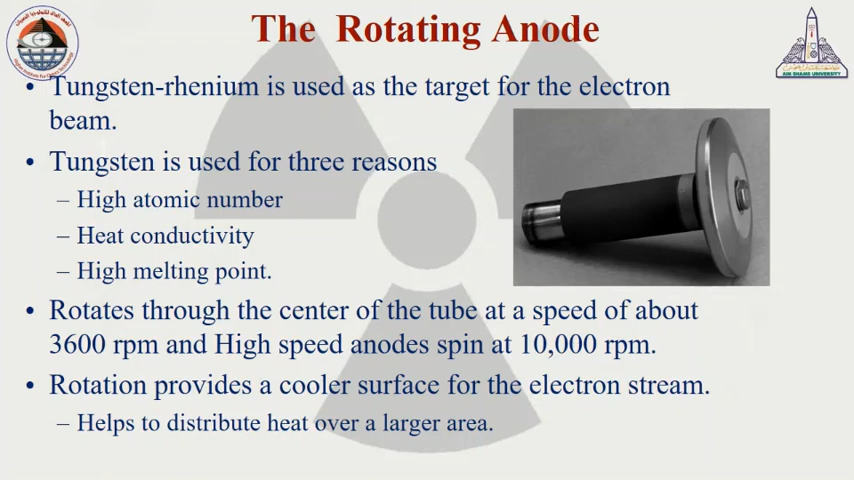 The Rotating Anode
AIN SHAMS UNIVERSITY
• Tungsten-rhenium is used as the target for the electron
beam.
• Tungsten is used for three reasons
– High atomic number
– Heat conductivity
– High melting point.
• Rotates through the center of the tube at a speed of about
3600 rpm and High speed anodes spin at 10,000 rpm.
• Rotation provides a cooler surface for the electron stream.
– Helps to distribute heat over a larger area.